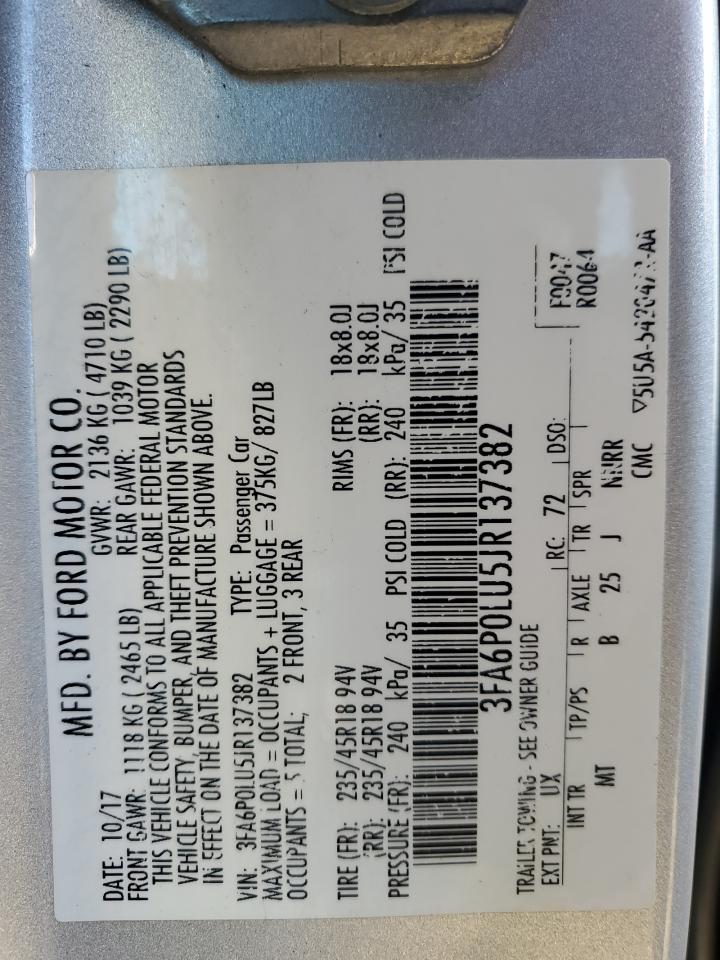 MFD. BY FORD MOTOR CO.
DATE: 10/17 GVWR: 2136 KG ( 4710 LB)
FRONT GAWR: 1118 KG ( 2465 LB) REAR GAWR: 1039 KG ( 2290 LB)
THIS VEHICLE CONFORMS TO ALL APPLICABLE FEDERAL MOTOR
VEHICLE SAFETY, BUMPER, AND THEFT PREVENTION STANDARDS
IN EFFECT ON THE DATE OF MANUFACTURE SHOWN ABOVE.
VIN: 3FA6P0LU5JR137382 TYPE: Passenger Car
MAXIMUM LOAD = OCCUPANTS + LUGGAGE = 375KG/ 827LB
OCCUPANTS = 5 TOTAL; 2 FRONT, 3 REAR
TIRE (FR): 235/45R18 94V RIMS (FR): 18x8.0J
(RR): 235/45R18 94V (RR): 18x8.0J
PRESSURE (FR): 240 kPa/ 35 PSI COLD (RR): 240 kPa/ 35 PSI COLD
3FA6P0LU5JR137382
TRAILER TOWING - SEE OWNER GUIDE
EXT PNT: UX RC: 72 DSO: F0047
INT TR TP/PS R AXLE TR SPR R0064
MT B 25 J NNRR
CMC